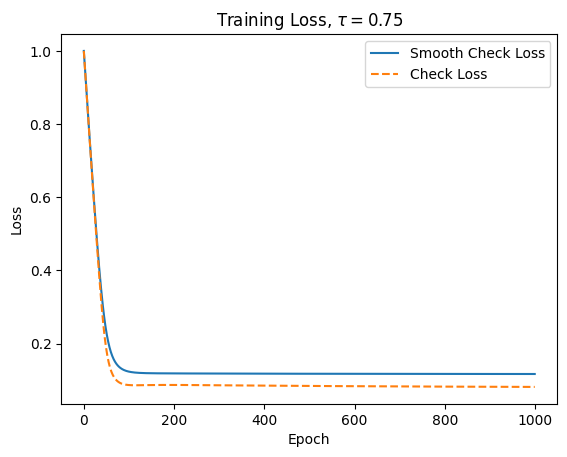 Training Loss, τ = 0.75
Smooth Check Loss
Check Loss
Loss
1.0
0.8
0.6
0.4
0.2
0
200
400
600
800
1000
Epoch